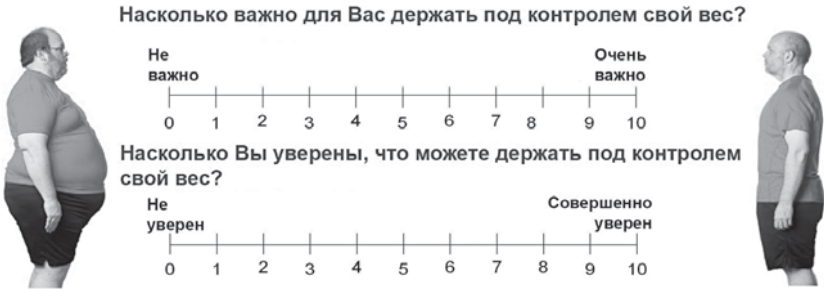 Насколько важно для Вас держать под контролем свой вес?
Не Очень
важно важно
0 1 2 3 4 5 6 7 8 9 10
Насколько Вы уверены, что можете держать под контролем
свой вес?
Не Совершенно
уверен уверен
0 1 2 3 4 5 6 7 8 9 10